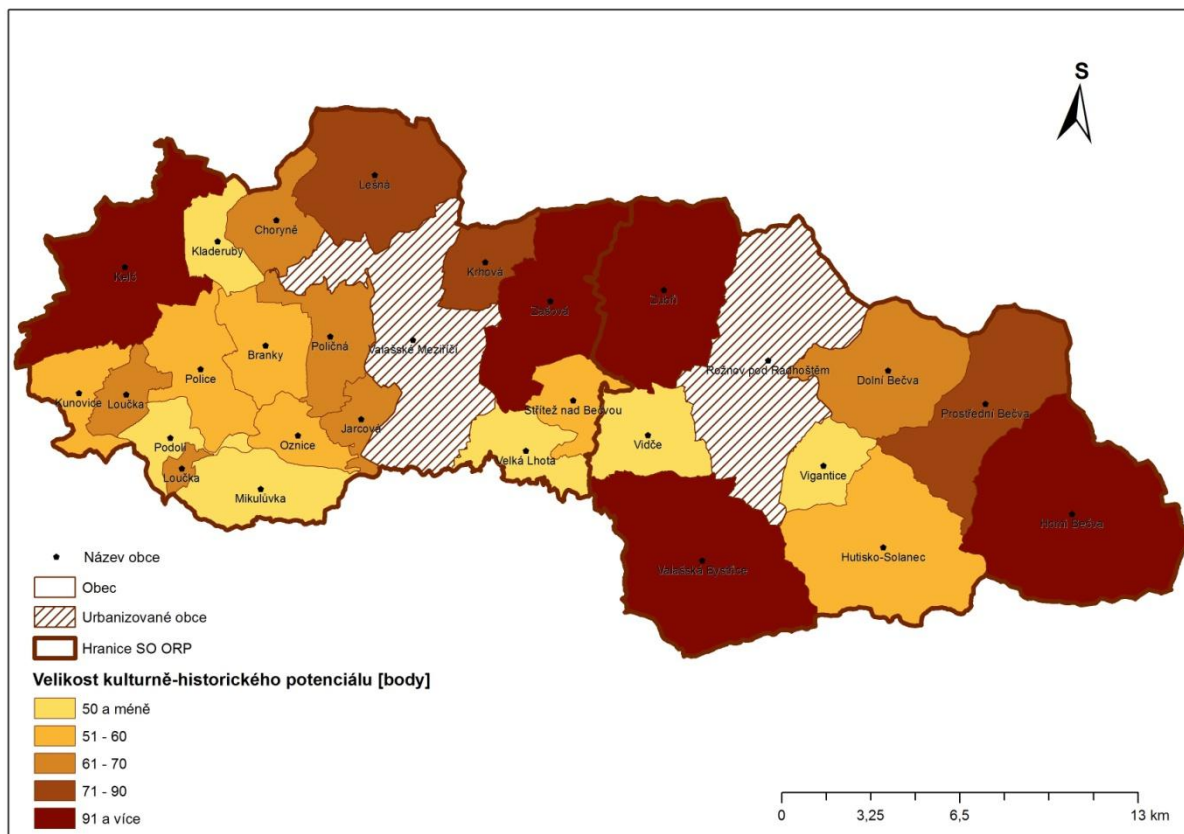 S
Lešná
Choryně
Kladeruby
Kelč
Krhová
Zašová
Zubří
Poličná
Valašské Meziříčí
Branky
Rožnov pod Radhoštěm
Police
Dolní Bečva
Kunovice
Loučka
Střítež nad Bečvou
Prostřední Bečva
Jarcová
Podolí
Oznice
Vidče
Velká Lhota
Vigantice
Loučka
Mikulůvka
Horní Bečva
Hutisko-Solanec
Valašská Bystřice
Název obce
Obec
Urbanizované obce
Hranice SO ORP
Velikost kulturně-historického potenciálu [body]
50 a méně
51 - 60
61 - 70
71 - 90
91 a více
0 3,25 6,5 13 km